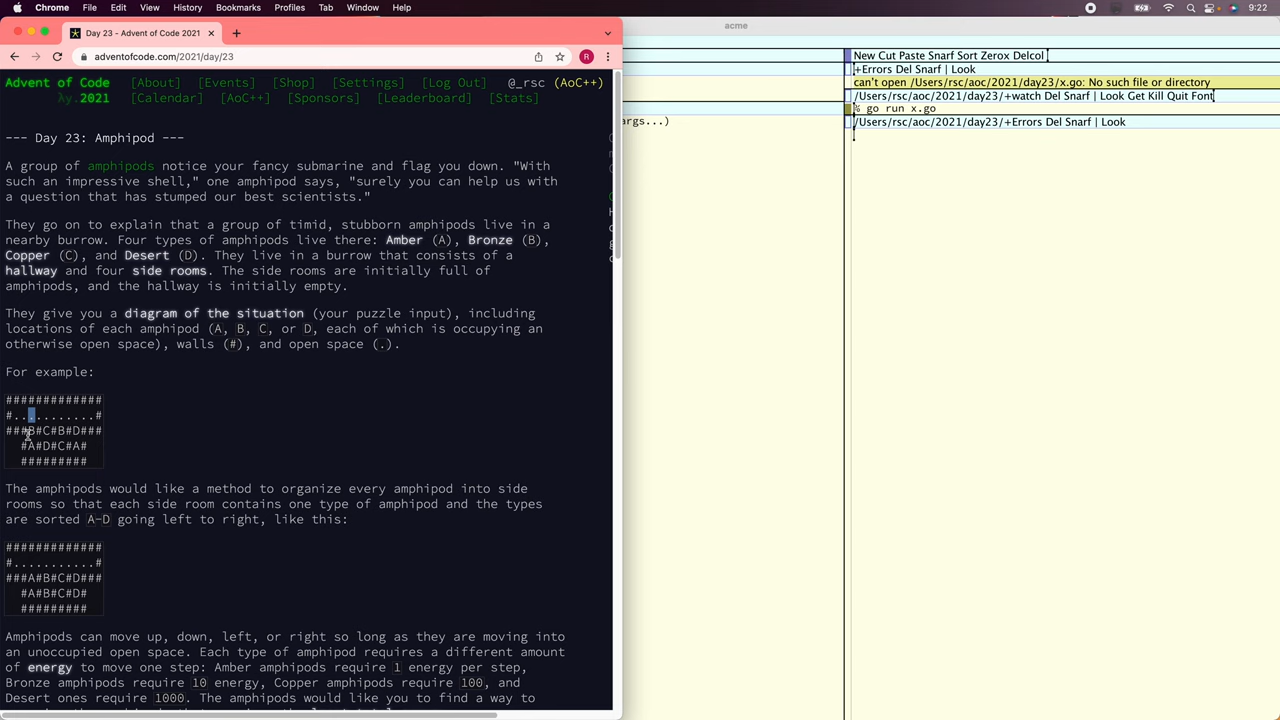 Chrome File Edit View History Bookmarks Profiles Tab Window Help 9:22
Day 23 - Advent of Code 2021
acme
adventofcode.com/2021/day/23
R
New Cut Paste Snarf Sort Zerox Delcol
+Errors Del Snarf | Look
can't open /Users/rsc/aoc/2021/day23/x.go: No such file or directory
/Users/rsc/aoc/2021/day23/+watch Del Snarf | Look Get Kill Quit Font
% go run x.go
/Users/rsc/aoc/2021/day23/+Errors Del Snarf | Look
args...)
Advent of Code [About] [Events] [Shop] [Settings] [Log Out] @_rsc (AoC++)
λy.2021 [Calendar] [AoC++] [Sponsors] [Leaderboard] [Stats]
--- Day 23: Amphipod ---
A group of amphipods notice your fancy submarine and flag you down. "With
such an impressive shell," one amphipod says, "surely you can help us with
a question that has stumped our best scientists."
They go on to explain that a group of timid, stubborn amphipods live in a
nearby burrow. Four types of amphipods live there: Amber (A), Bronze (B),
Copper (C), and Desert (D). They live in a burrow that consists of a
hallway and four side rooms. The side rooms are initially full of
amphipods, and the hallway is initially empty.
They give you a diagram of the situation (your puzzle input), including
locations of each amphipod (A, B, C, or D, each of which is occupying an
otherwise open space), walls (#), and open space (.).
For example:
#############
#...........#
###B#C#B#D###
#A#D#C#A#
#########
The amphipods would like a method to organize every amphipod into side
rooms so that each side room contains one type of amphipod and the types
are sorted A-D going left to right, like this:
#############
#...........#
###A#B#C#D###
#A#B#C#D#
#########
Amphipods can move up, down, left, or right so long as they are moving into
an unoccupied open space. Each type of amphipod requires a different amount
of energy to move one step: Amber amphipods require 1 energy per step,
Bronze amphipods require 10 energy, Copper amphipods require 100, and
Desert ones require 1000. The amphipods would like you to find a way to